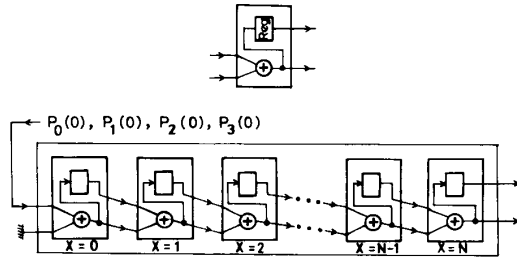 Reg
P₀(0), P₁(0), P₂(0), P₃(0)
X = 0 X = 1 X = 2 X = N-1 X = N